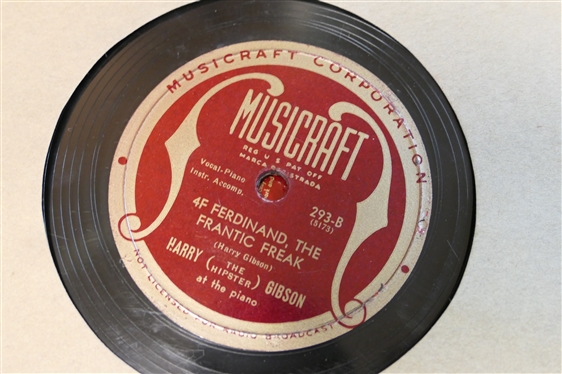 MUSICRAFT CORPORATION
MUSICRAFT
REG U S PAT. OFF
MARCA REGISTRADA
Vocal-Piano
Instr. Accomp.
293-B
(5173)
4F FERDINAND, THE
FRANTIC FREAK
(Harry Gibson)
HARRY (THE HIPSTER) GIBSON
at the piano
NOT LICENSED FOR RADIO BROADCAST